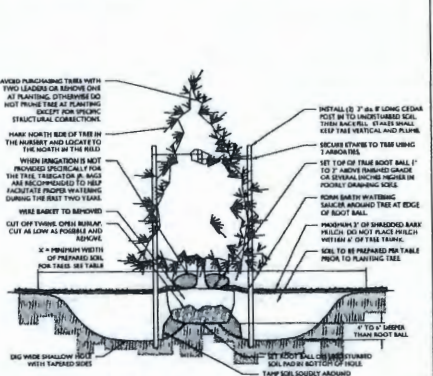 AVOID PURCHASING TREES WITH
TWO LEADERS OR REMOVE ONE
AT PLANTING. OTHERWISE DO
NOT PRUNE TREE AT PLANTING
EXCEPT FOR SPECIFIC
STRUCTURAL CORRECTIONS.
MARK NORTH SIDE OF TREE IN
THE NURSERY AND LOCATE TO
THE NORTH IN THE FIELD
WHEN IRRIGATION IS NOT
PROVIDED SPECIFICALLY FOR
THE TREE, TREEGATOR JR. BAGS
ARE RECOMMENDED TO HELP
FACILITATE PROPER WATERING
DURING THE FIRST TWO YEARS.
WIRE BASKET TO REMOVED
CUT OFF TWINE. OPEN BURLAP,
CUT AS LOW AS POSSIBLE AND
REMOVE.
X = MINIMUM WIDTH
OF PREPARED SOIL
FOR TREES SEE TABLE
DIG WIDE SHALLOW HOLE
WITH TAPERED SIDES
INSTALL (2) 3" dia. 8' LONG CEDAR
POST IN TO UNDISTURBED SOIL.
THEN BACKFILL. STAKES SHALL
KEEP TREE VERTICAL AND PLUMB.
SECURE STAKES TO TREE USING
2 ARBORTIES.
SET TOP OF TRUE ROOT BALL 1"
TO 2" ABOVE FINISHED GRADE
OR SEVERAL INCHES HIGHER IN
POORLY DRAINING SOILS.
FORM EARTH WATERING
SAUCER AROUND TREE AT EDGE
OF ROOT BALL.
MAXIMUM 3" OF SHREDDED BARK
MULCH. DO NOT PLACE MULCH
WITHIN 6" OF TREE TRUNK.
SOIL TO BE PREPARED PER TABLE
PRIOR TO PLANTING TREE
4" TO 6" DEEPER
THAN ROOT BALL
SET ROOT BALL ON UNDISTURBED
SOIL PAD IN BOTTOM OF HOLE.
TAMP SOIL SOLIDLY AROUND